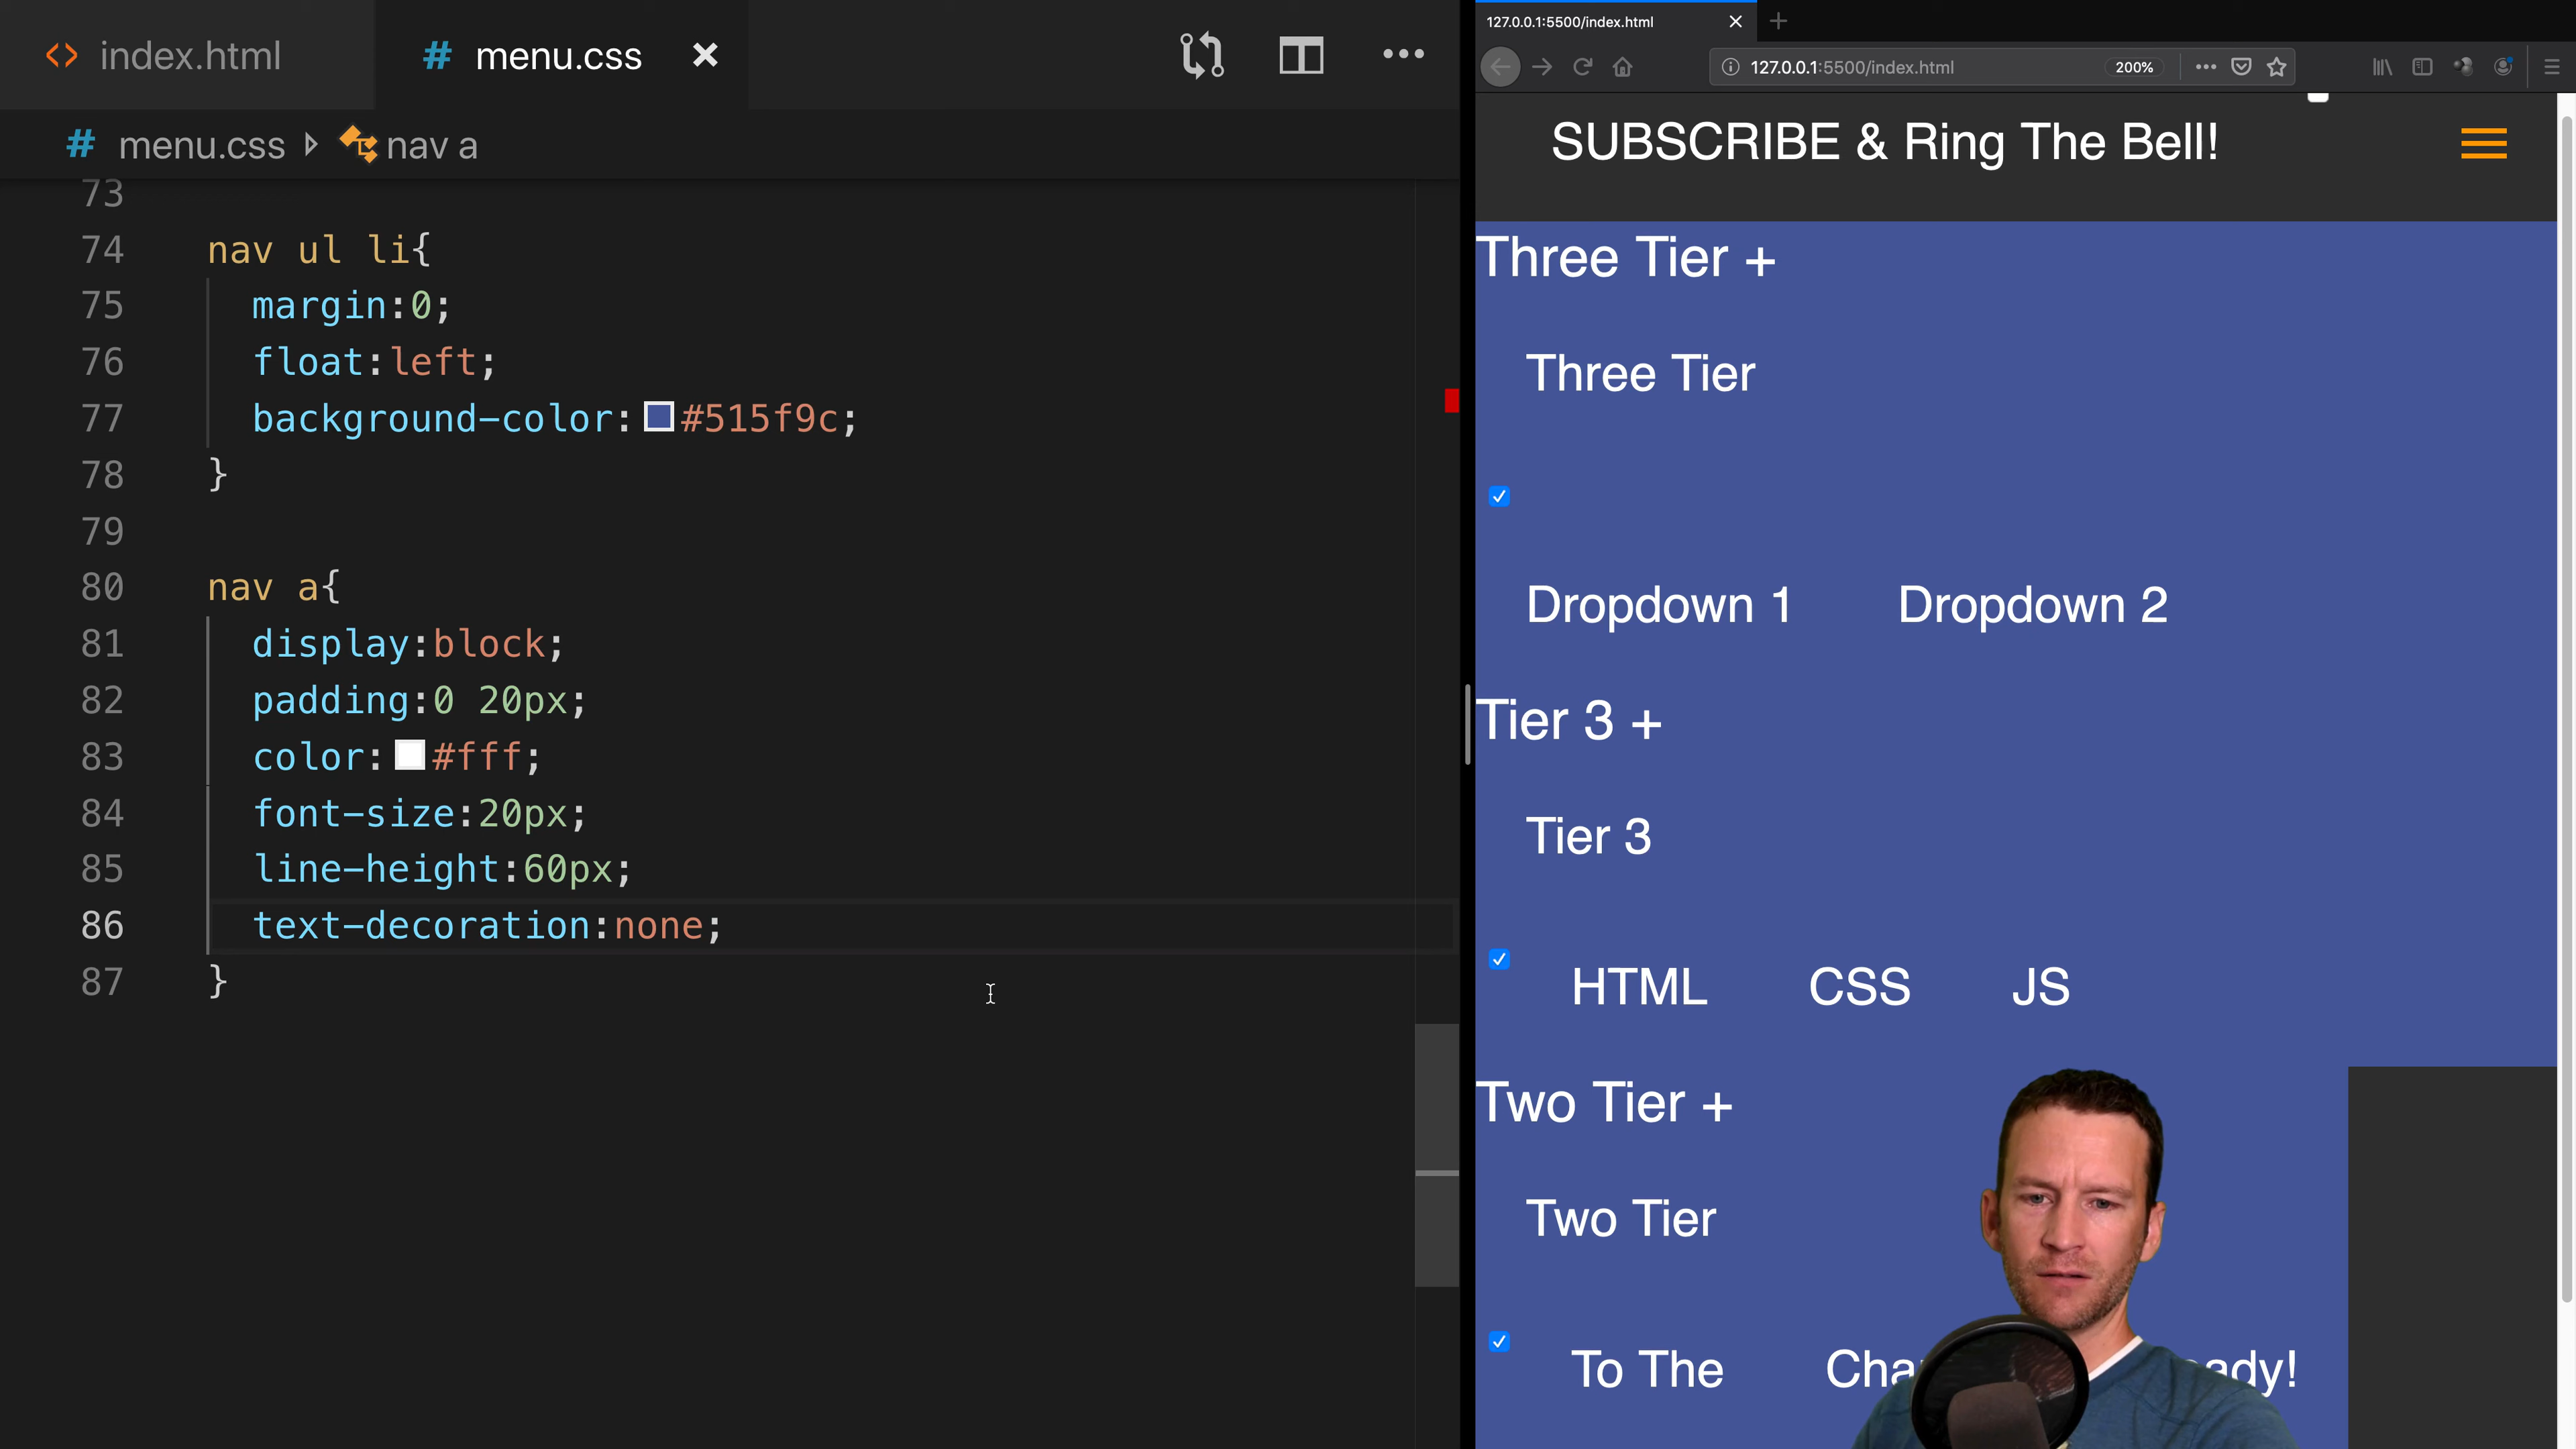 index.html
# menu.css
127.0.0.1:5500/index.html
127.0.0.1:5500/index.html
200%
# menu.css
nav a
73
74 nav ul li{
75 margin:0;
76 float:left;
77 background-color:#515f9c;
78 }
79
80 nav a{
81 display:block;
82 padding:0 20px;
83 color:#fff;
84 font-size:20px;
85 line-height:60px;
86 text-decoration:none;
87 }
SUBSCRIBE & Ring The Bell!
Three Tier +
Three Tier
Dropdown 1 Dropdown 2
Tier 3 +
Tier 3
HTML CSS JS
Two Tier +
Two Tier
To The